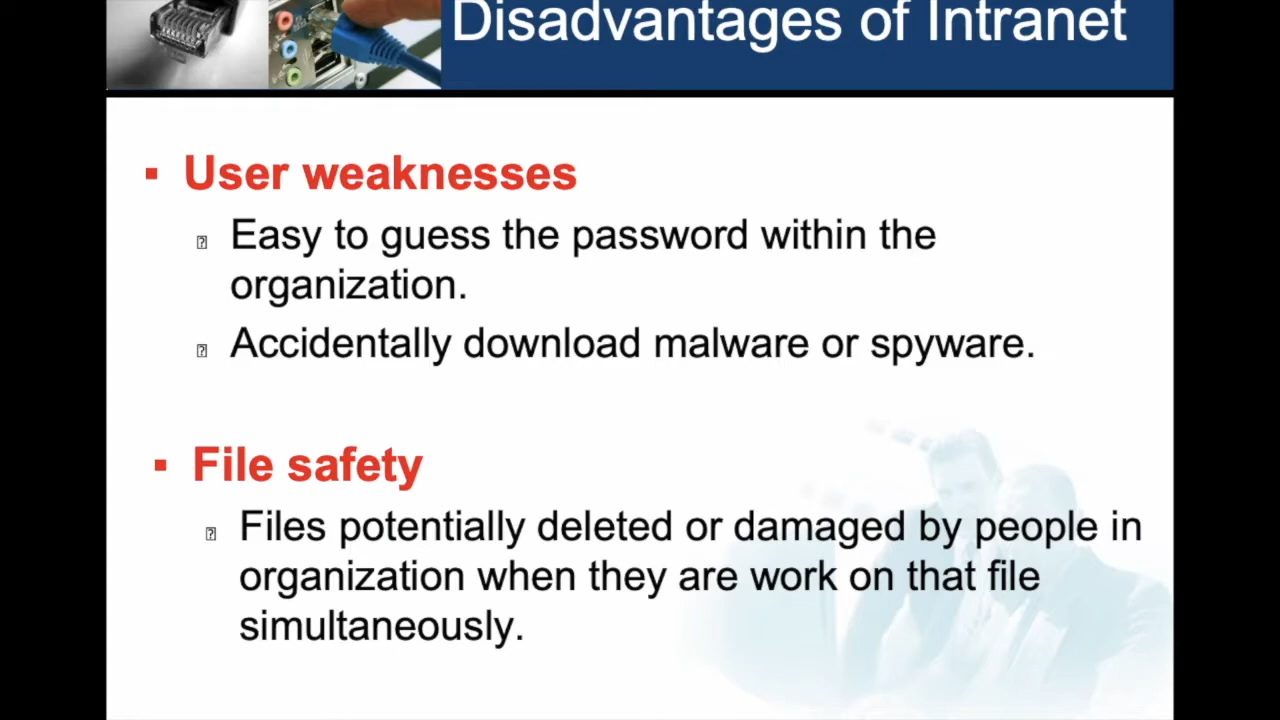 Disadvantages of Intranet
▪ User weaknesses
Easy to guess the password within the
organization.
Accidentally download malware or spyware.
▪ File safety
Files potentially deleted or damaged by people in
organization when they are work on that file
simultaneously.